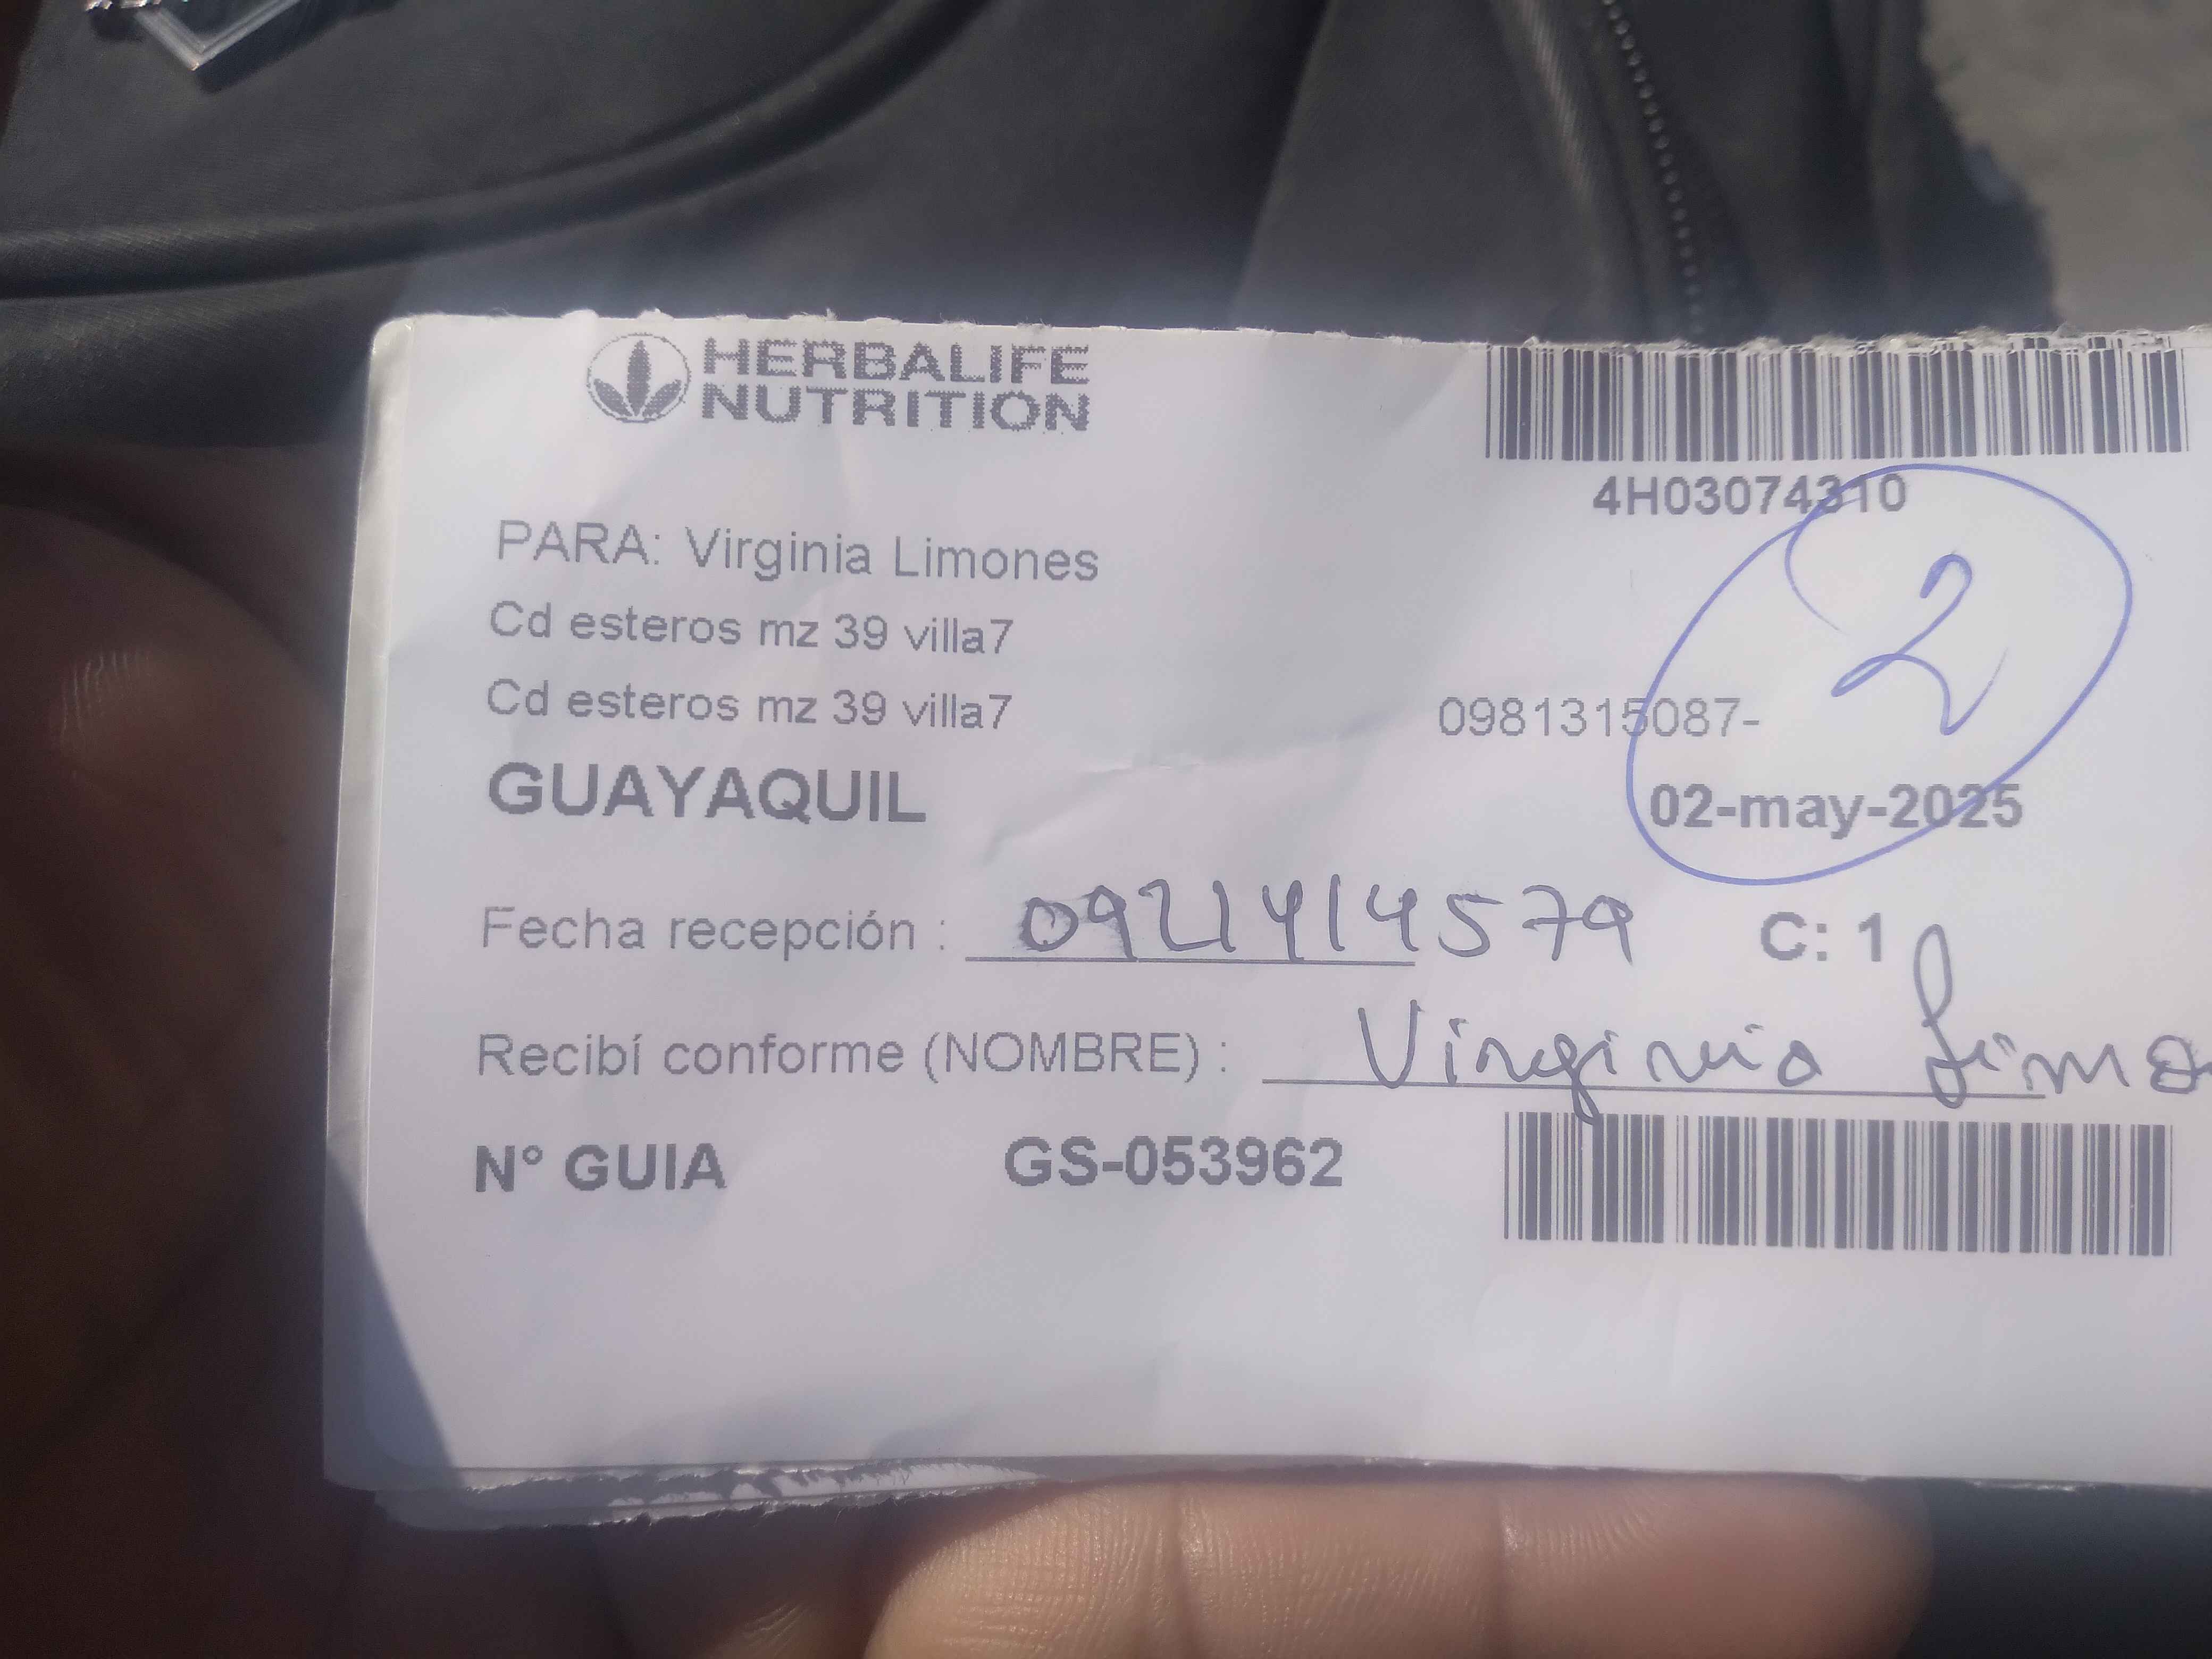 HERBALIFE
NUTRITION
4H03074310
PARA: Virginia Limones
2
Cd esteros mz 39 villa7
Cd esteros mz 39 villa7 0981315087-
GUAYAQUIL 02-may-2025
Fecha recepción : 0921414579 C: 1
Recibí conforme (NOMBRE) : Virginia Limo
N° GUIA GS-053962